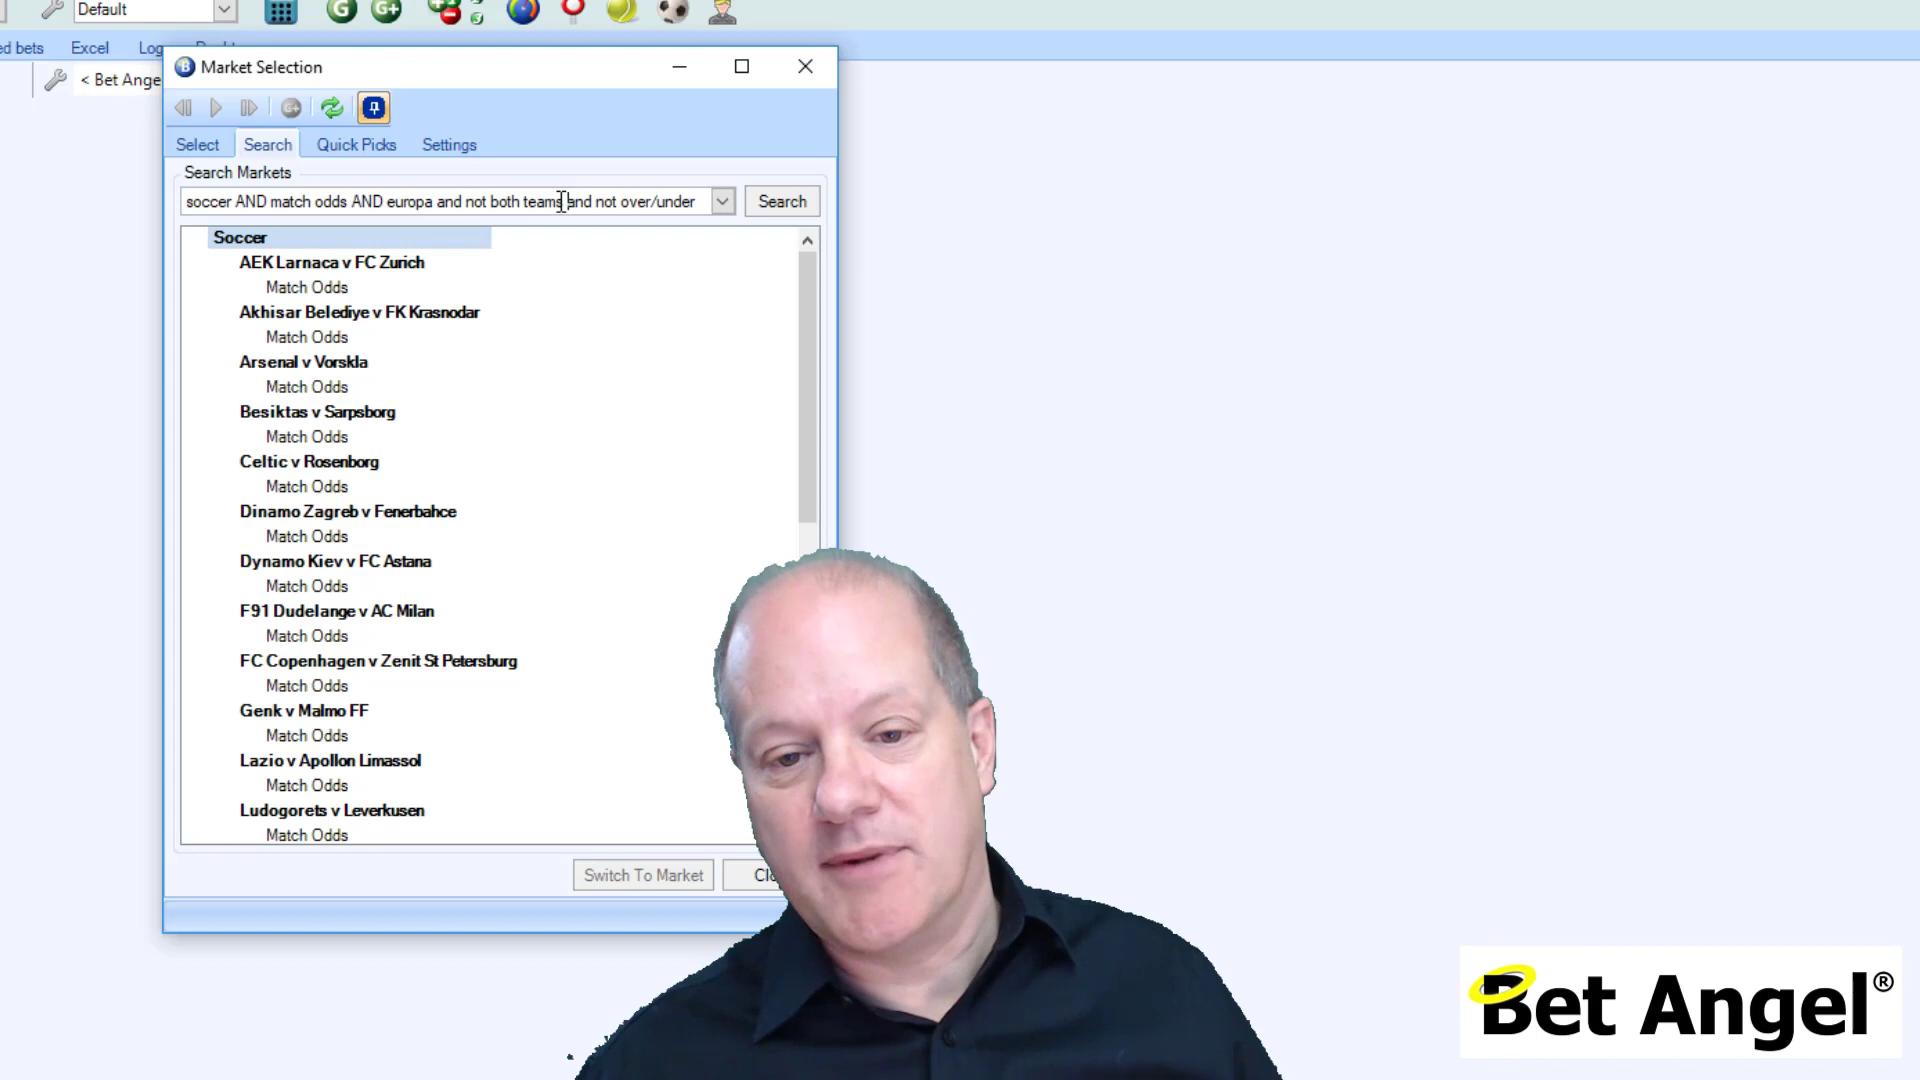 Default
ed bets Excel Log
< Bet Ange
Market Selection
Select Search Quick Picks Settings
Search Markets
soccer AND match odds AND europa and not both teams and not over/under
Search
Soccer
AEK Larnaca v FC Zurich
Match Odds
Akhisar Belediye v FK Krasnodar
Match Odds
Arsenal v Vorskla
Match Odds
Besiktas v Sarpsborg
Match Odds
Celtic v Rosenborg
Match Odds
Dinamo Zagreb v Fenerbahce
Match Odds
Dynamo Kiev v FC Astana
Match Odds
F91 Dudelange v AC Milan
Match Odds
FC Copenhagen v Zenit St Petersburg
Match Odds
Genk v Malmo FF
Match Odds
Lazio v Apollon Limassol
Match Odds
Ludogorets v Leverkusen
Match Odds
Switch To Market Clo
Bet Angel®